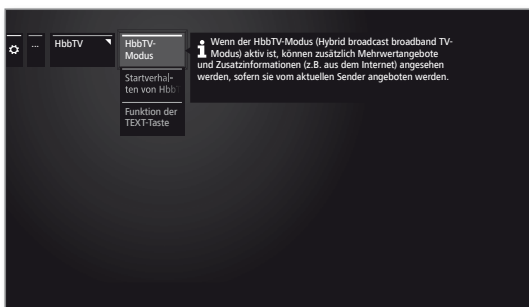 ... HbbTV
HbbTV-
Modus
Startverhal-
ten von Hbb
Funktion der
TEXT-Taste
Wenn der HbbTV-Modus (Hybrid broadcast broadband TV-
Modus) aktiv ist, können zusätzlich Mehrwertangebote
und Zusatzinformationen (z.B. aus dem Internet) angesehen
werden, sofern sie vom aktuellen Sender angeboten werden.